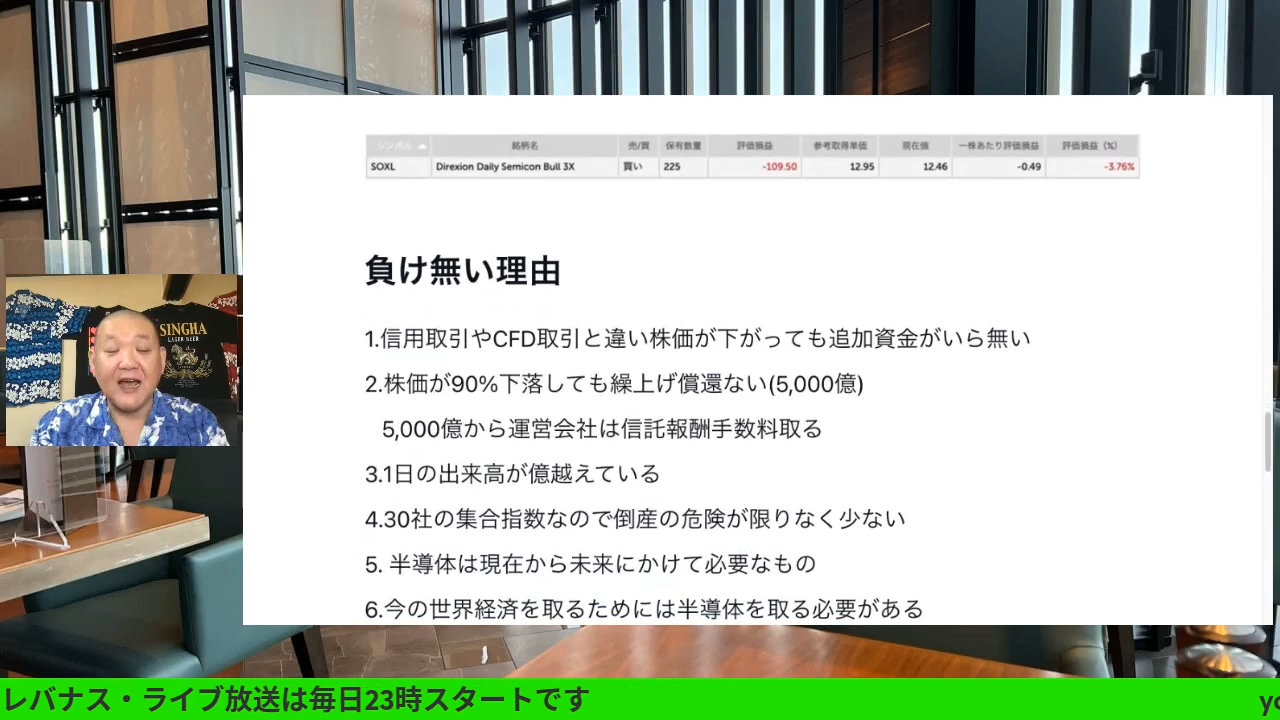 シンボル 銘柄名 売/買 保有数量 評価損益 参考取得単価 現在値 一株あたり評価損益 評価損益（%）
SOXL Direxion Daily Semicon Bull 3X 買い 225 -109.50 12.95 12.46 -0.49 -3.76%
負け無い理由
1.信用取引やCFD取引と違い株価が下がっても追加資金がいら無い
2.株価が90%下落しても繰上げ償還ない(5,000億)
5,000億から運営会社は信託報酬手数料取る
3.1日の出来高が億越えている
4.30社の集合指数なので倒産の危険が限りなく少ない
5. 半導体は現在から未来にかけて必要なもの
6.今の世界経済を取るためには半導体を取る必要がある
SINGHA
LAGER BEER
レバナス・ライブ放送は毎日23時スタートです
yo